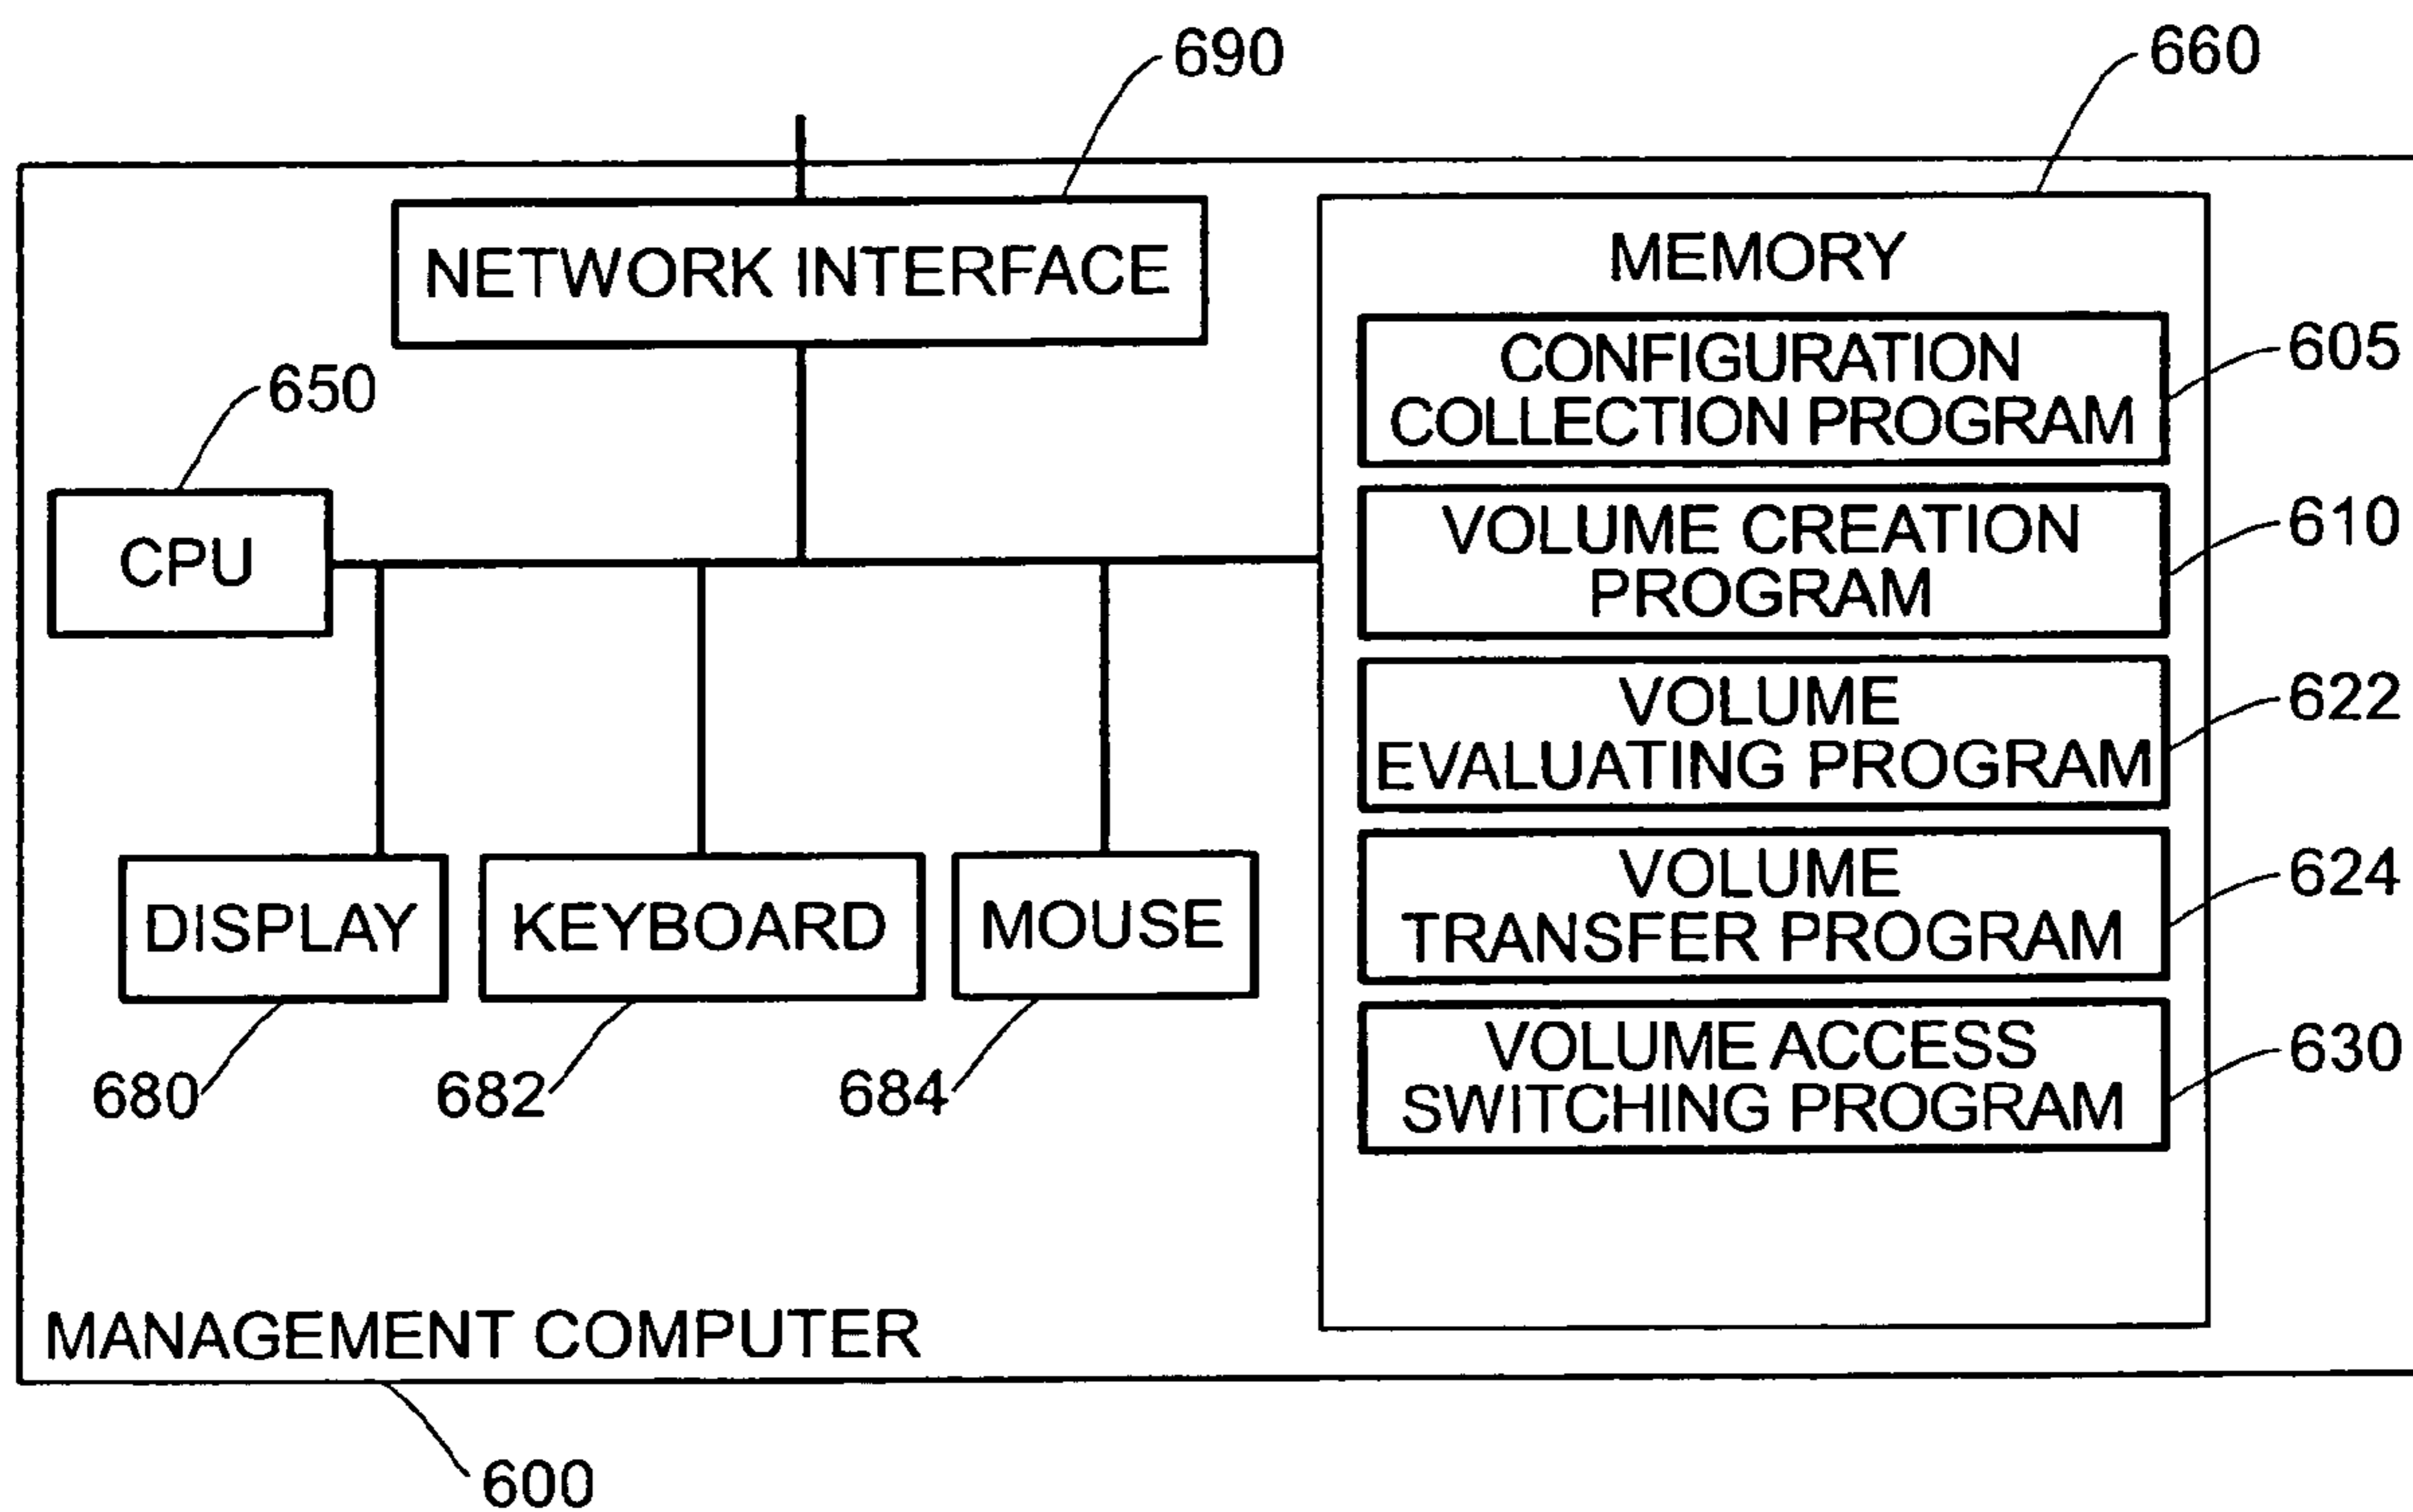 690
660
NETWORK INTERFACE
MEMORY
CONFIGURATION
COLLECTION PROGRAM
605
650
CPU
VOLUME CREATION
PROGRAM
610
VOLUME
EVALUATING PROGRAM
622
DISPLAY
KEYBOARD
MOUSE
VOLUME
TRANSFER PROGRAM
624
680
682
684
VOLUME ACCESS
SWITCHING PROGRAM
630
MANAGEMENT COMPUTER
600